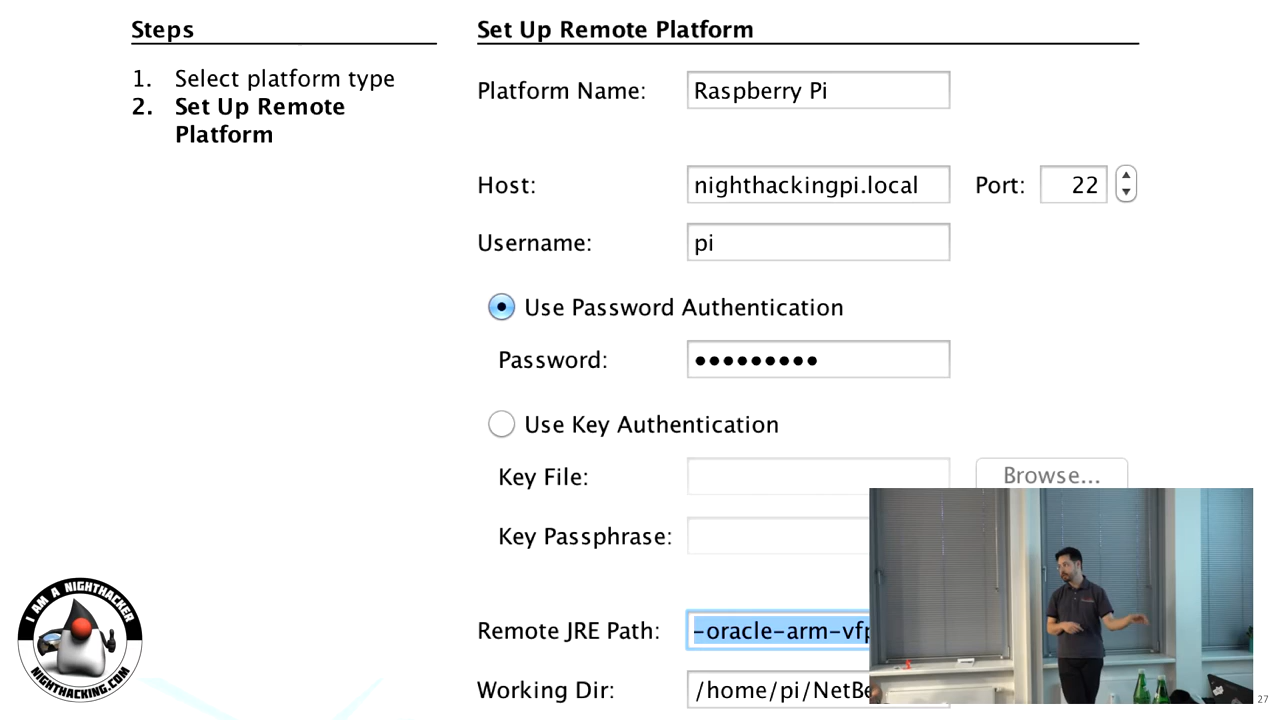 Steps
1. Select platform type
2. Set Up Remote
Platform
Set Up Remote Platform
Platform Name: Raspberry Pi
Host: nighthackingpi.local Port: 22
Username: pi
Use Password Authentication
Password: •••••••••
Use Key Authentication
Key File: Browse...
Key Passphrase:
Remote JRE Path: -oracle-arm-vfp
Working Dir: /home/pi/NetBe
I AM A NIGHTHACKER
NIGHTHACKING.COM
27